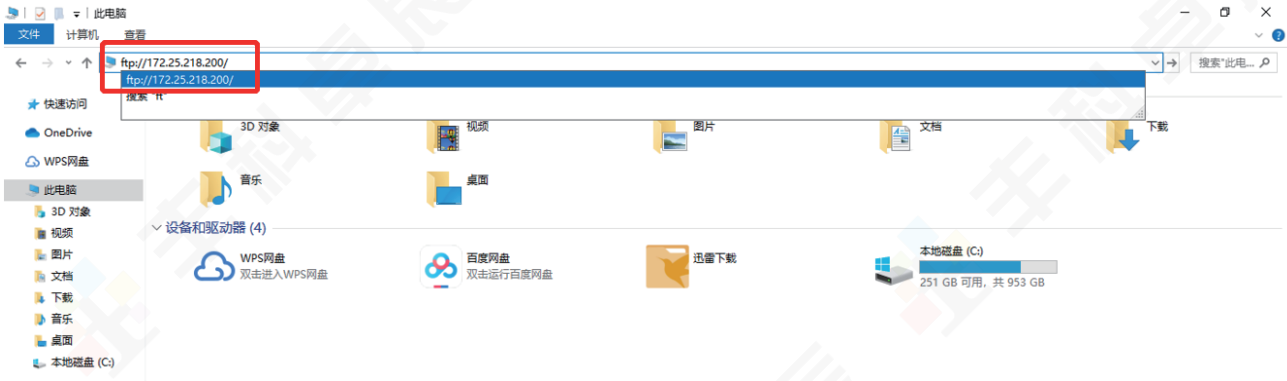 此电脑
文件 计算机 查看
ftp://172.25.218.200/
搜索"此电...
ftp://172.25.218.200/
搜索 "ft"
快速访问
OneDrive
WPS网盘
此电脑
3D 对象
视频
图片
文档
下载
音乐
桌面
本地磁盘 (C:)
3D 对象
视频
图片
文档
下载
音乐
桌面
设备和驱动器 (4)
WPS网盘
双击进入WPS网盘
百度网盘
双击运行百度网盘
迅雷下载
本地磁盘 (C:)
251 GB 可用，共 953 GB